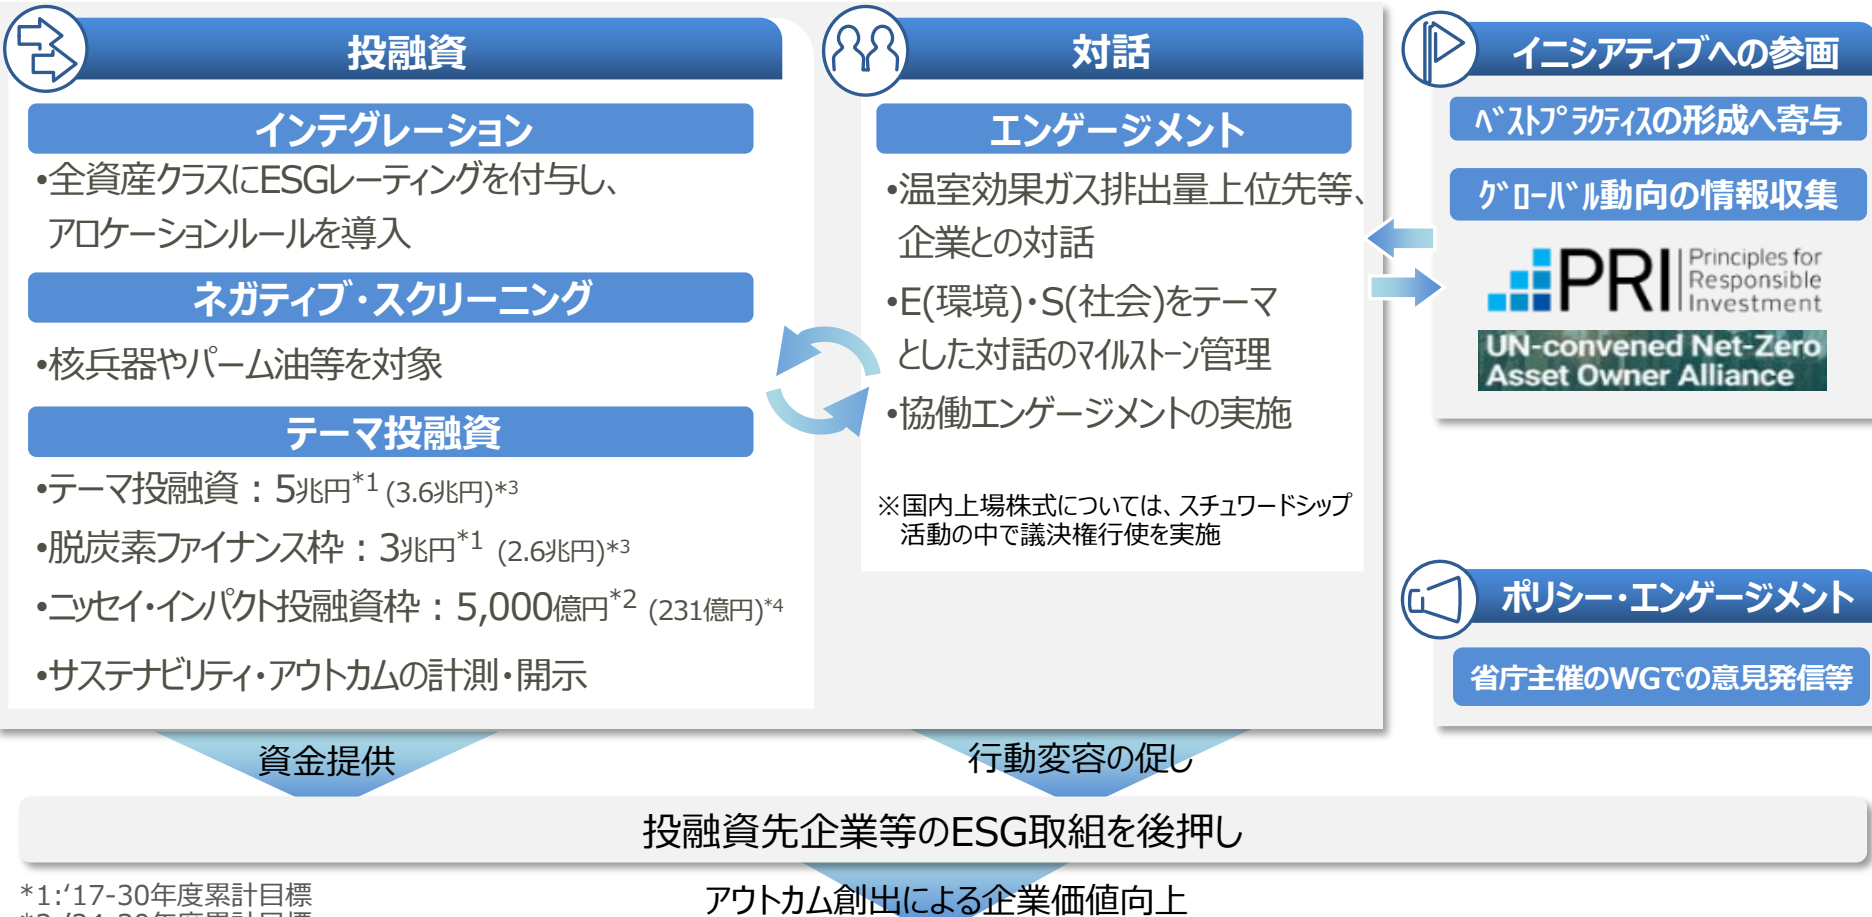 投融資
インテグレーション
•全資産クラスにESGレーティングを付与し、
アロケーションルールを導入
ネガティブ・スクリーニング
•核兵器やパーム油等を対象
テーマ投融資
•テーマ投融資：5兆円*1 (3.6兆円)*3
•脱炭素ファイナンス枠：3兆円*1 (2.6兆円)*3
•ニッセイ・インパクト投融資枠：5,000億円*2 (231億円)*4
•サステナビリティ・アウトカムの計測・開示
対話
エンゲージメント
•温室効果ガス排出量上位先等、
企業との対話
•E(環境)・S(社会)をテーマ
とした対話のﾏｲﾙｽﾄｰﾝ管理
•協働エンゲージメントの実施
※国内上場株式については、スチュワードシップ
活動の中で議決権行使を実施
イニシアティブへの参画
ﾍﾞｽﾄﾌﾟﾗｸﾃｨｽの形成へ寄与
ｸﾞﾛｰﾊﾞﾙ動向の情報収集
PRI Principles for
Responsible
Investment
UN-convened Net-Zero
Asset Owner Alliance
ポリシー・エンゲージメント
省庁主催のWGでの意見発信等
資金提供
行動変容の促し
投融資先企業等のESG取組を後押し
*1:‘17-30年度累計目標
アウトカム創出による企業価値向上